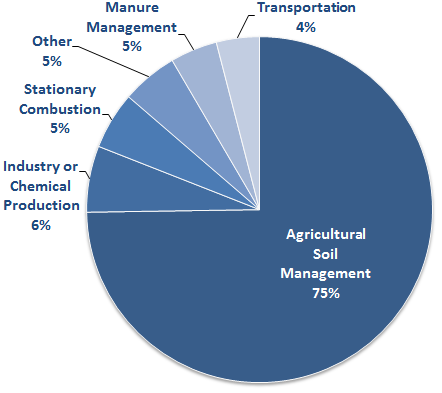 Transportation
4%
Manure
Management
5%
Other
5%
Stationary
Combustion
5%
Industry or
Chemical
Production
6%
Agricultural
Soil
Management
75%